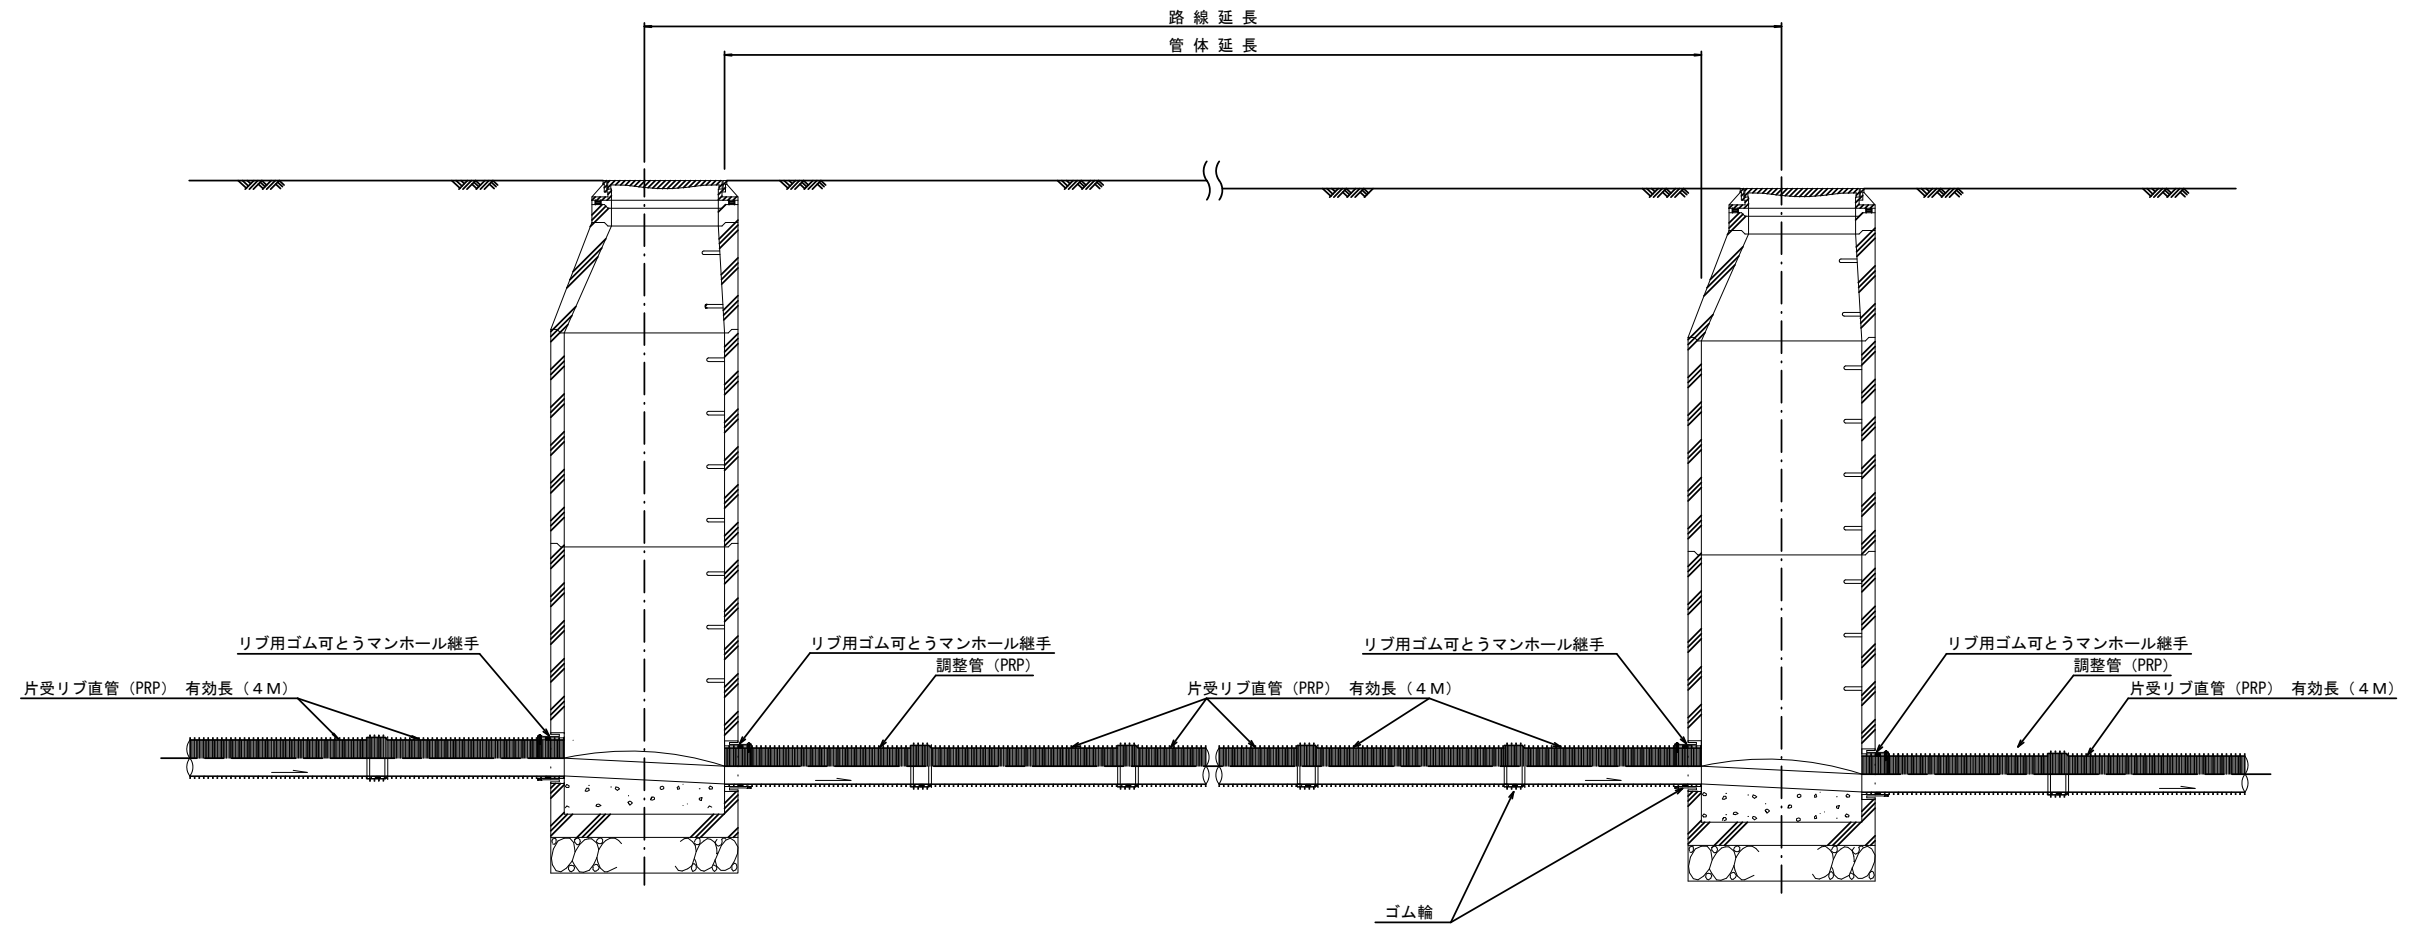 路線延長
管体延長
リブ用ゴム可とうマンホール継手
リブ用ゴム可とうマンホール継手
リブ用ゴム可とうマンホール継手
リブ用ゴム可とうマンホール継手
調整管（PRP）
調整管（PRP）
片受リブ直管（PRP） 有効長（４Ｍ）
片受リブ直管（PRP） 有効長（４Ｍ）
片受リブ直管（PRP） 有効長（４Ｍ）
ゴム輪